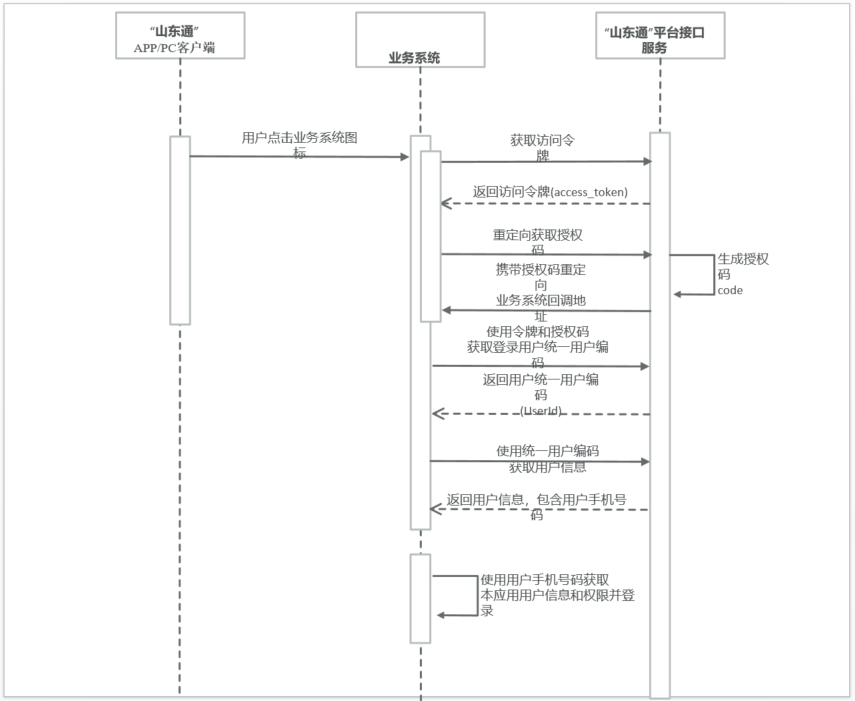 “山东通”
APP/PC客户端
业务系统
“山东通”平台接口
服务
用户点击业务系统图
标
获取访问令
牌
返回访问令牌(access_token)
重定向获取授权
码
生成授权
码
code
携带授权码重定
向
业务系统回调地
址
使用令牌和授权码
获取登录用户统一用户编
码
返回用户统一用户编
码
(UserId)
使用统一用户编码
获取用户信息
返回用户信息，包含用户手机号
码
使用用户手机号码获取
本应用用户信息和权限并登
录